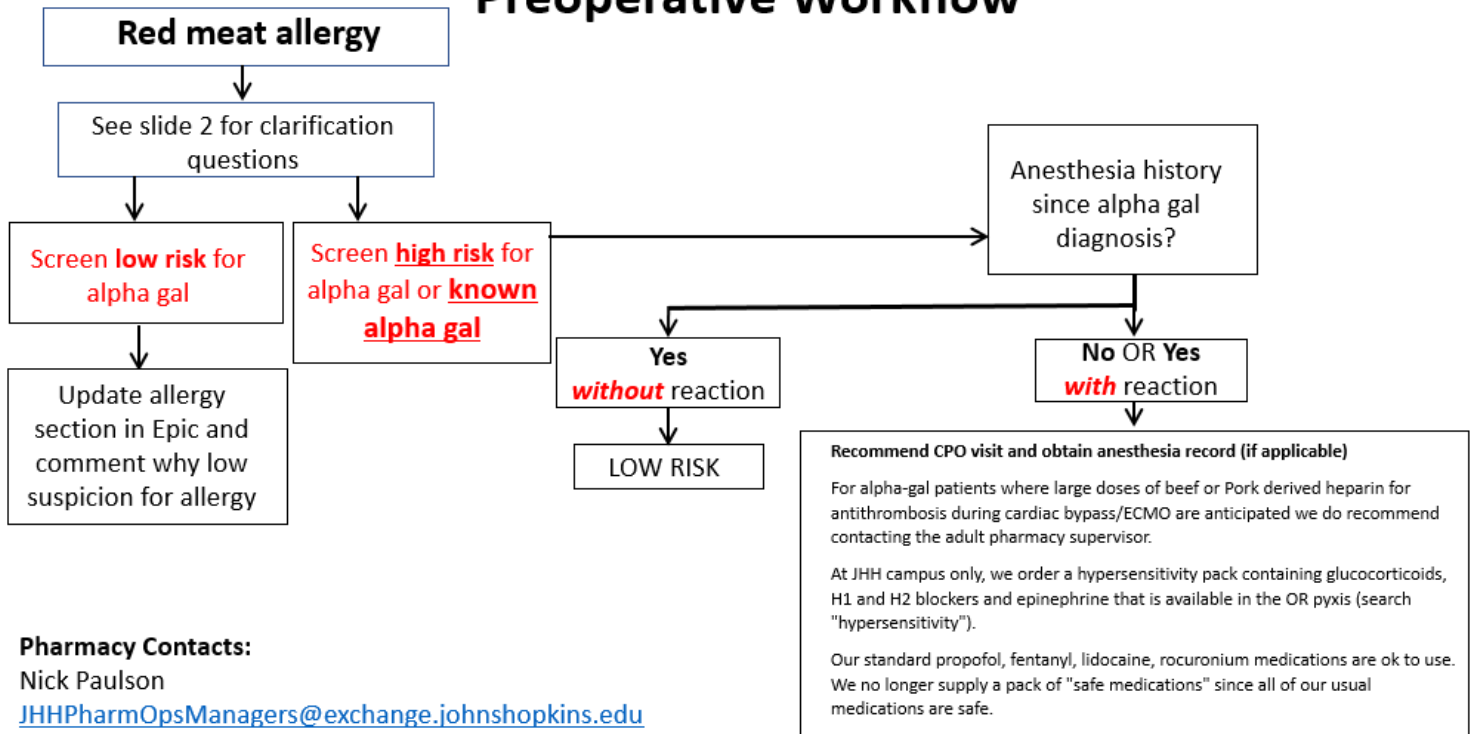 Preoperative Workflow
Red meat allergy
See slide 2 for clarification
questions
Screen low risk for
alpha gal
Screen high risk for
alpha gal or known
alpha gal
Update allergy
section in Epic and
comment why low
suspicion for allergy
Anesthesia history
since alpha gal
diagnosis?
Yes
without reaction
LOW RISK
No OR Yes
with reaction
Recommend CPO visit and obtain anesthesia record (if applicable)
For alpha-gal patients where large doses of beef or Pork derived heparin for
antithrombosis during cardiac bypass/ECMO are anticipated we do recommend
contacting the adult pharmacy supervisor.
At JHH campus only, we order a hypersensitivity pack containing glucocorticoids,
H1 and H2 blockers and epinephrine that is available in the OR pyxis (search
"hypersensitivity").
Our standard propofol, fentanyl, lidocaine, rocuronium medications are ok to use.
We no longer supply a pack of "safe medications" since all of our usual
medications are safe.
Pharmacy Contacts:
Nick Paulson
JHHPharmOpsManagers@exchange.johnshopkins.edu